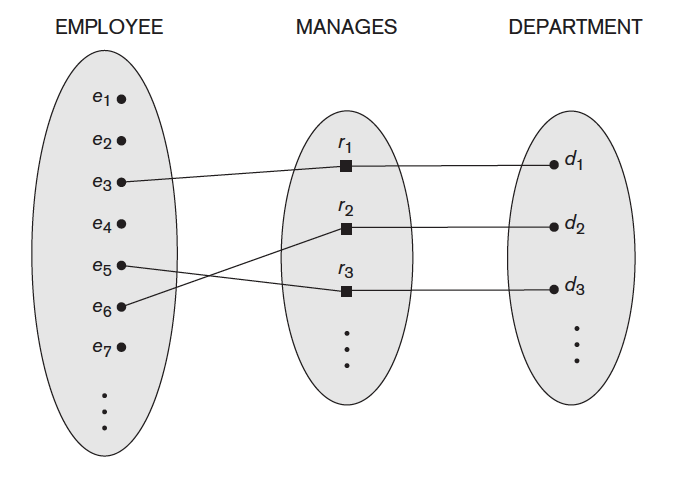 EMPLOYEE MANAGES DEPARTMENT
e1
e2
e3
e4
e5
e6
e7
r1
r2
r3
d1
d2
d3